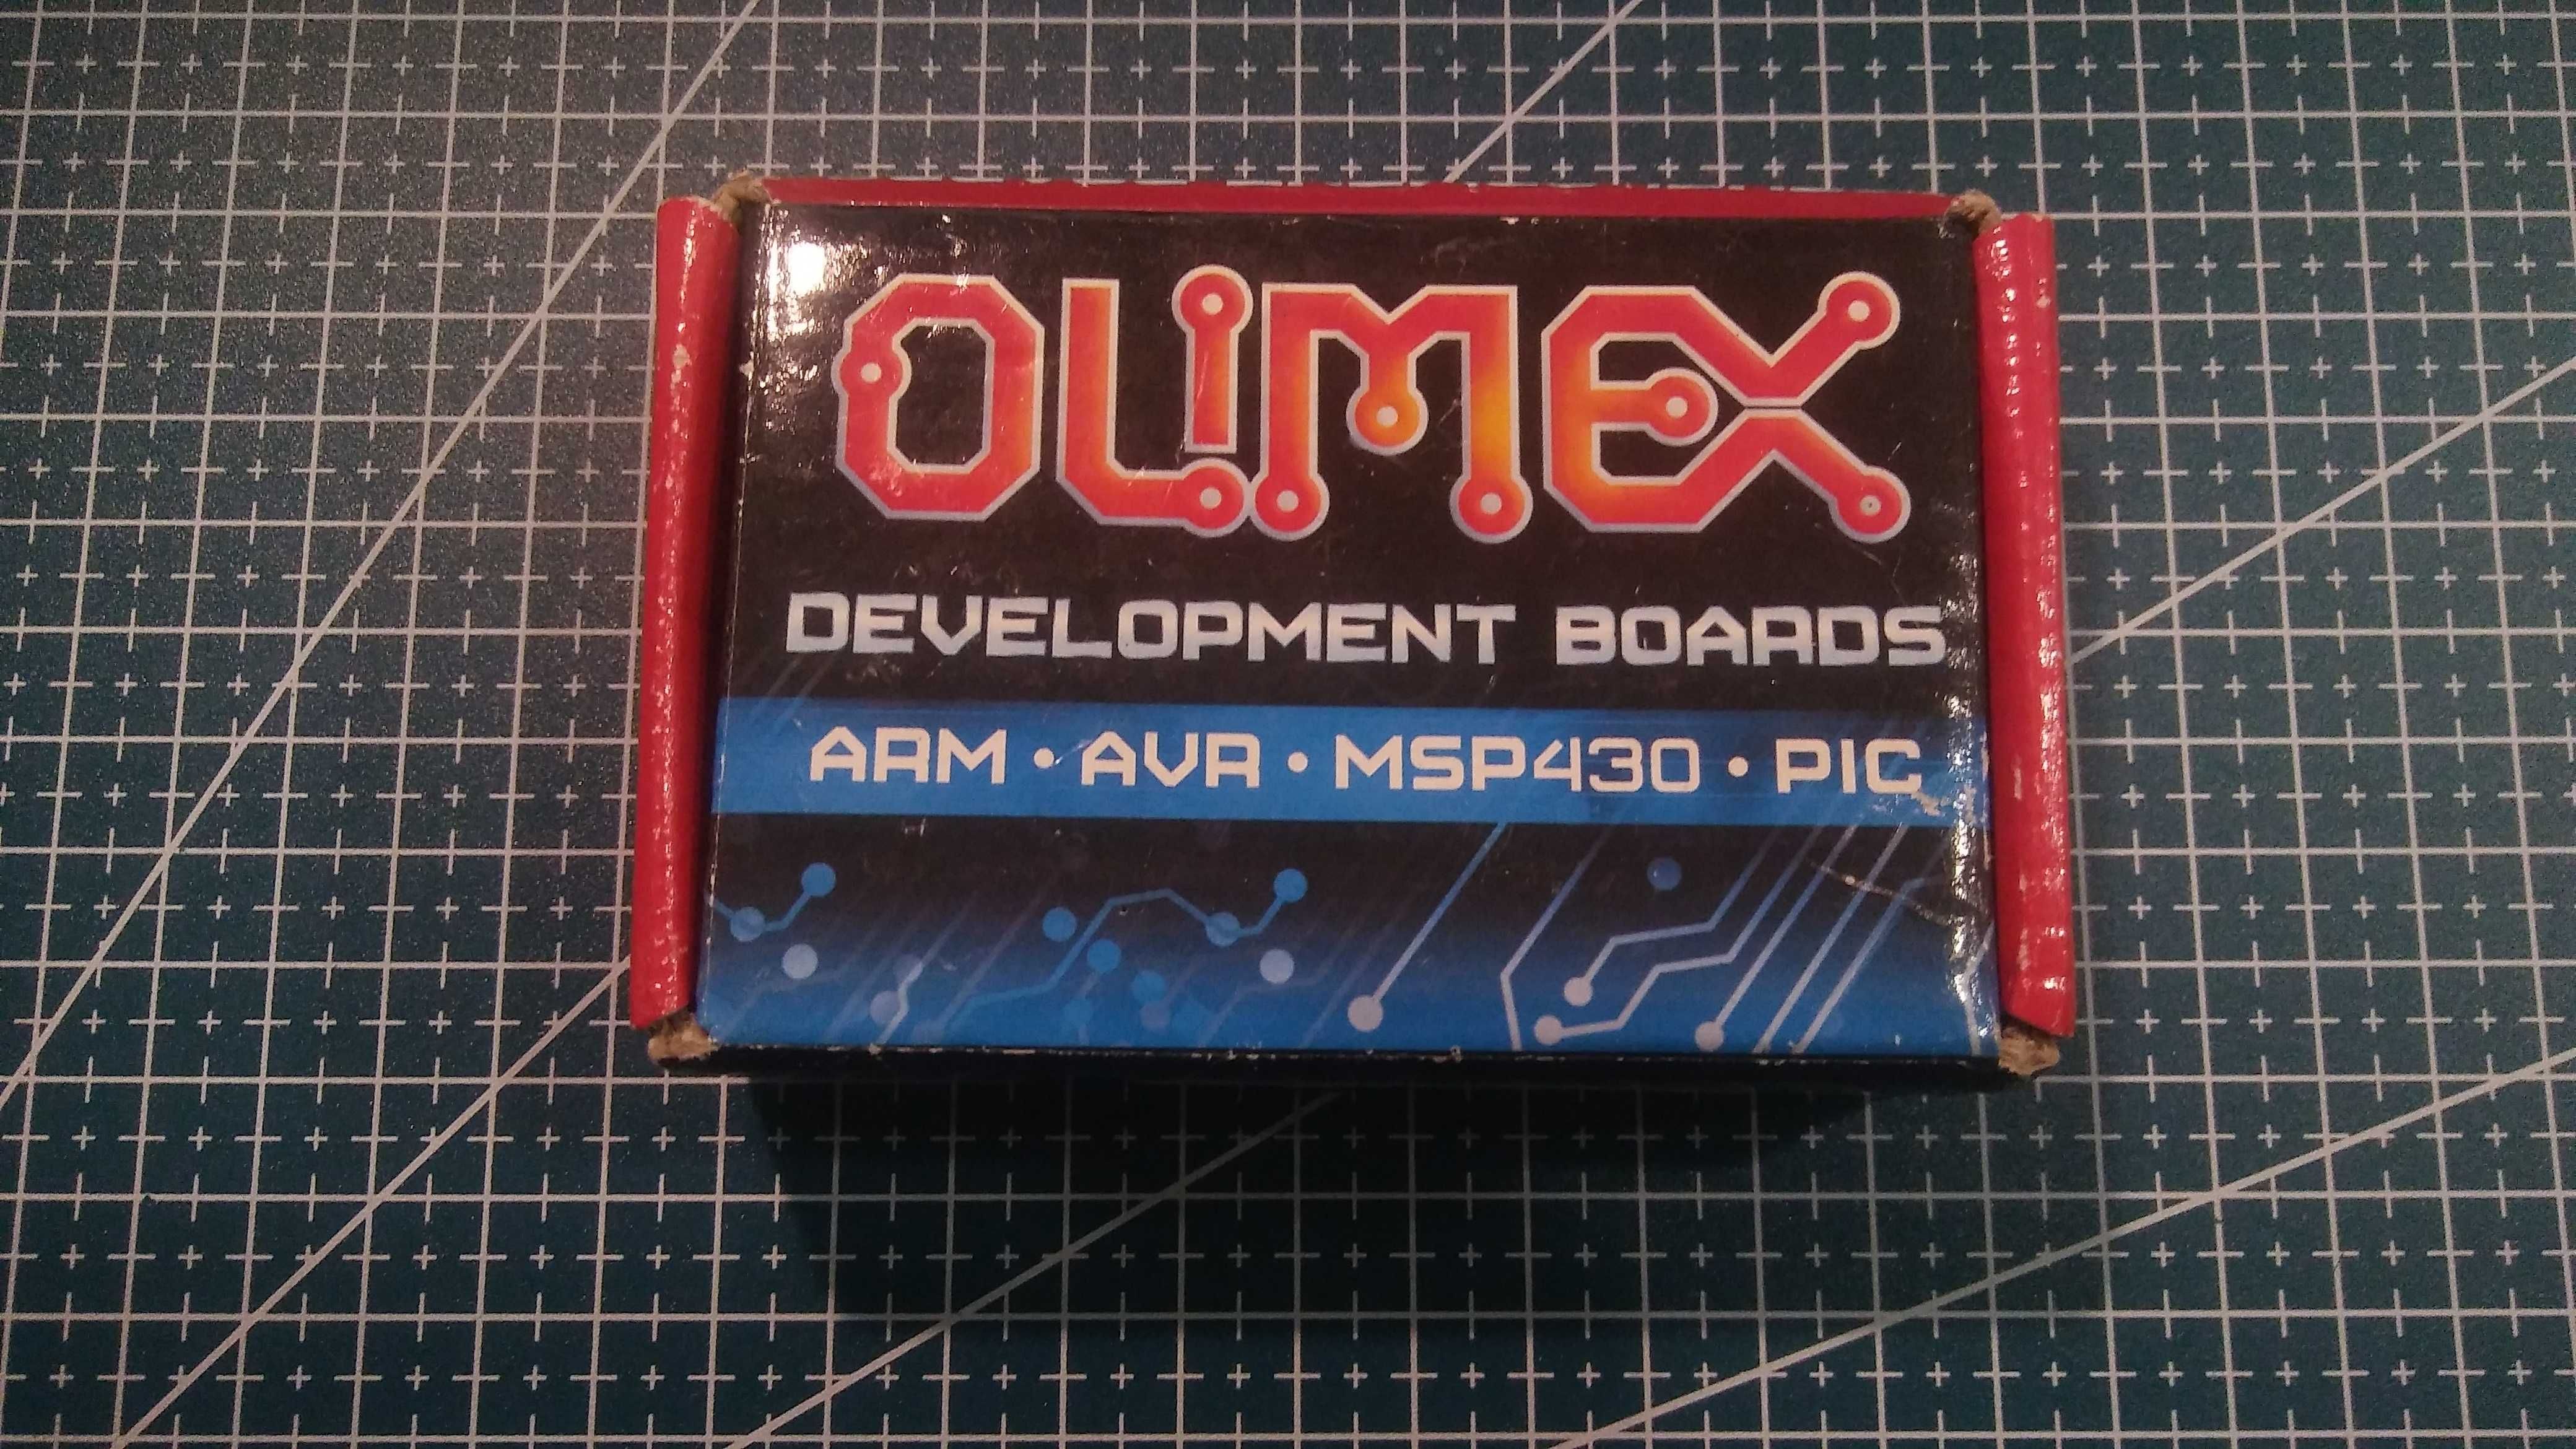 OLIMEX
DEVELOPMENT BOARDS
ARM • AVR • MSP430 • PIC